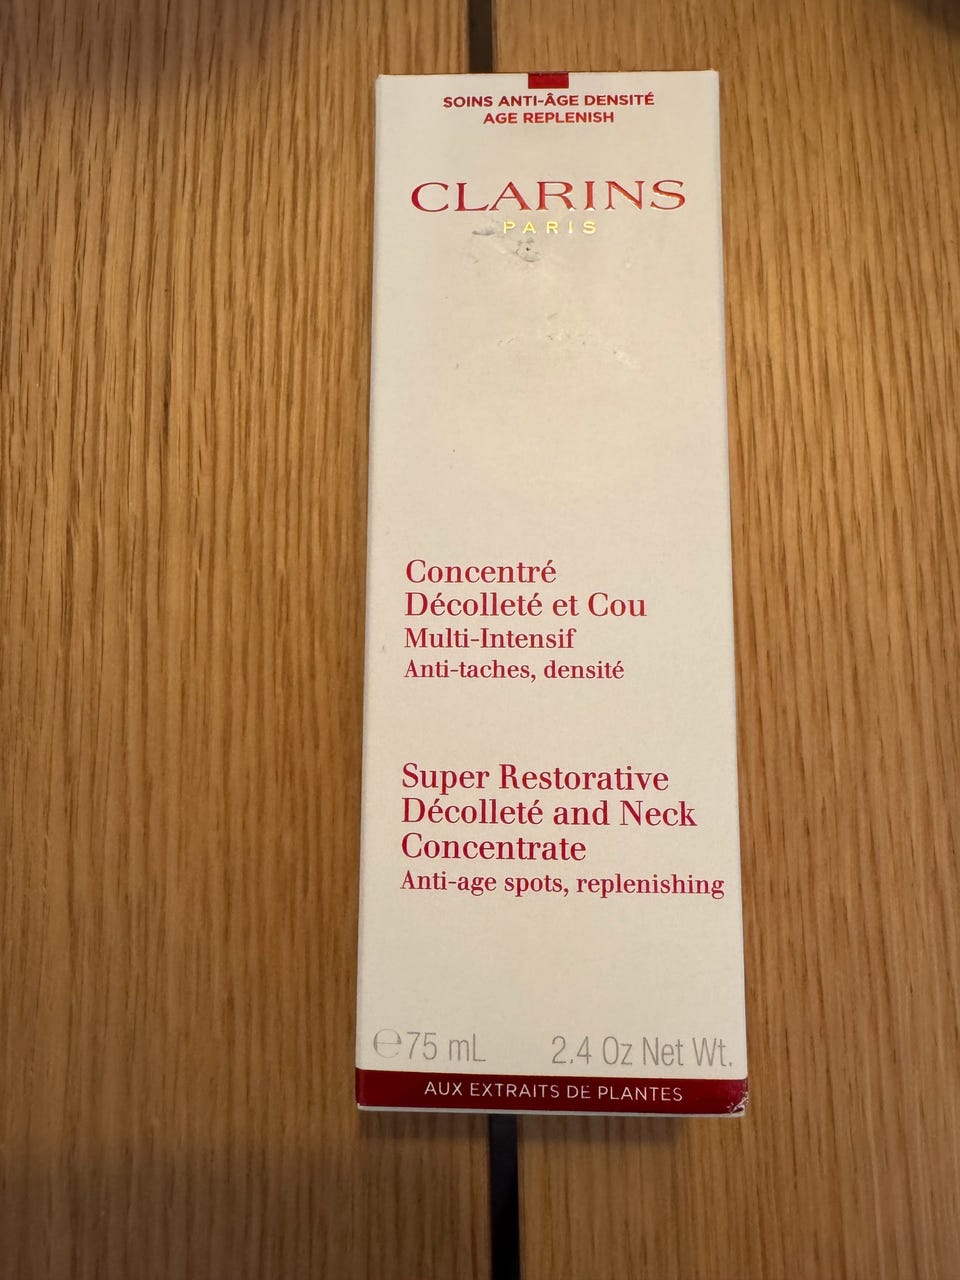 SOINS ANTI-ÂGE DENSITÉ
AGE REPLENISH
CLARINS
PARIS
Concentré
Décolleté et Cou
Multi-Intensif
Anti-taches, densité
Super Restorative
Décolleté and Neck
Concentrate
Anti-age spots, replenishing
℮75 mL 2.4 Oz Net Wt.
AUX EXTRAITS DE PLANTES